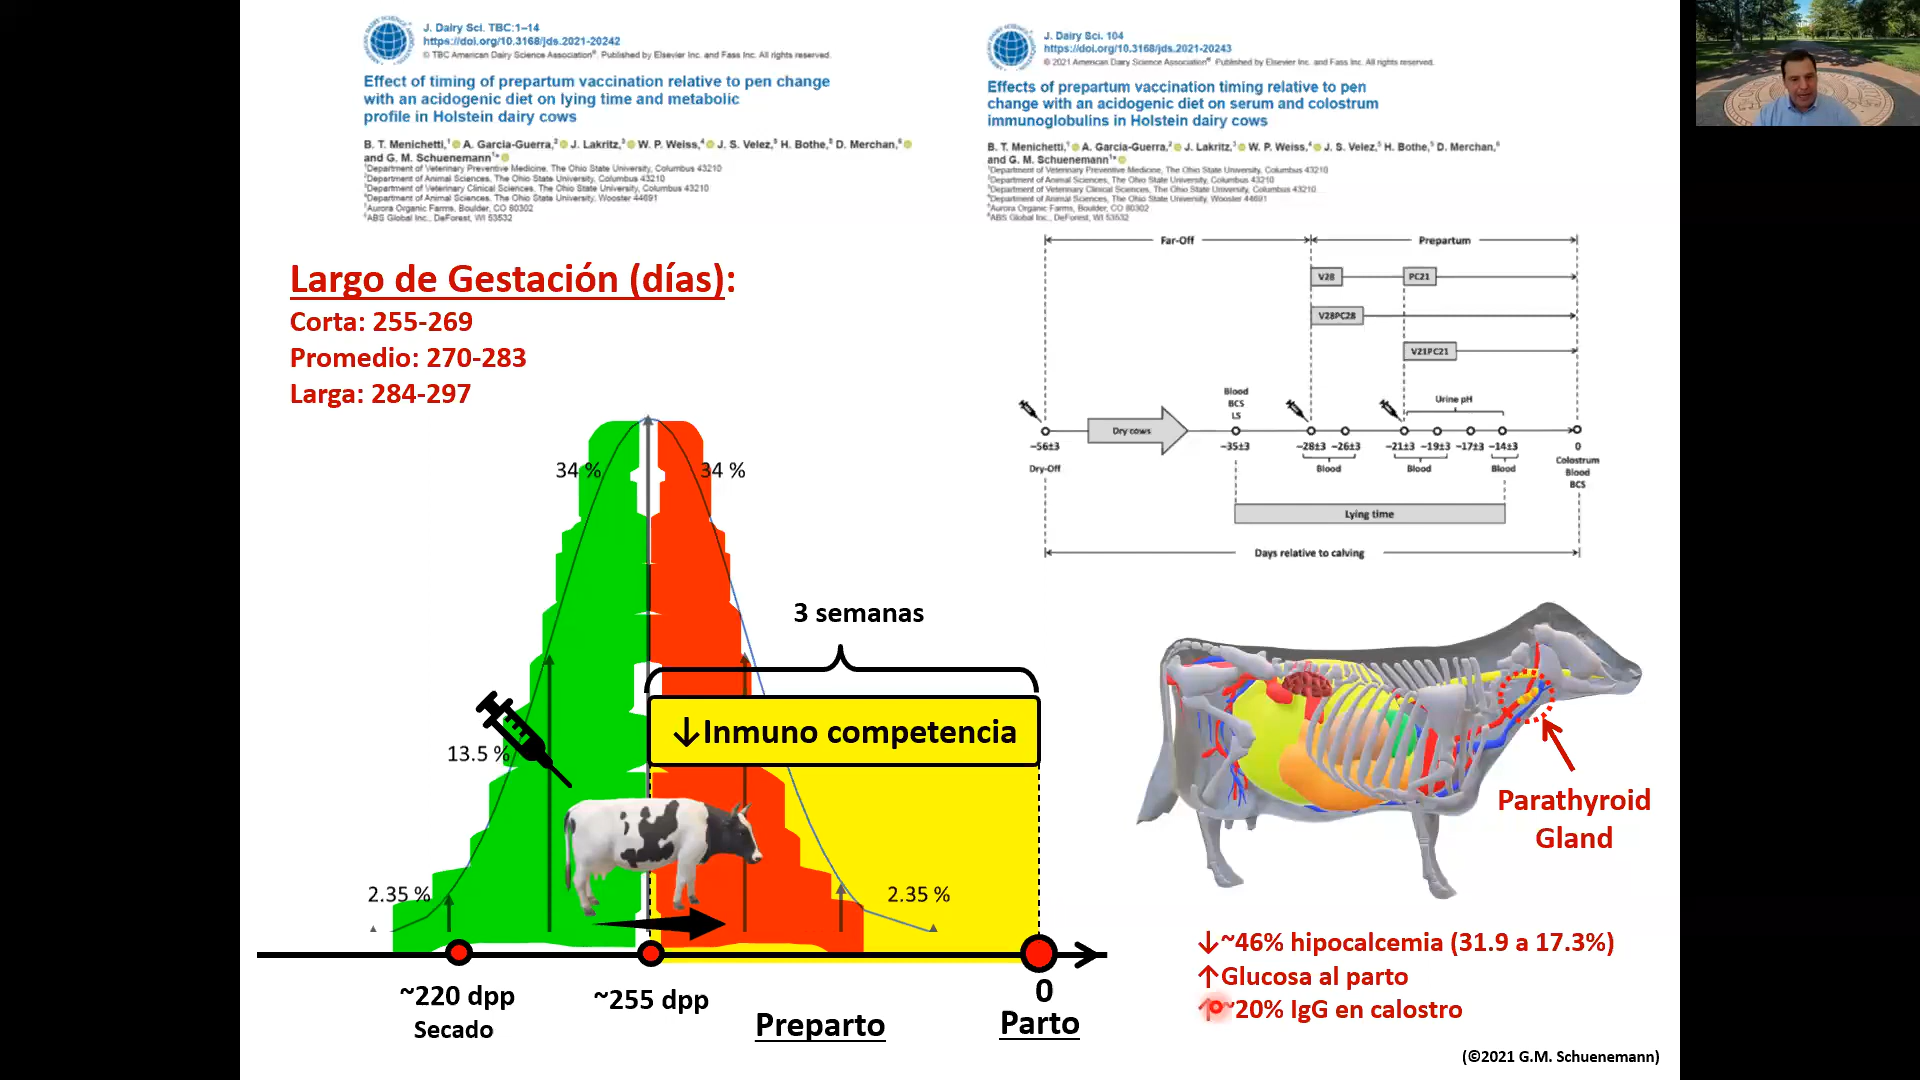 J. Dairy Sci. TBC:1–14
https://doi.org/10.3168/jds.2021-20242
© TBC American Dairy Science Association®. Published by Elsevier Inc. and Fass Inc. All rights reserved.
Effect of timing of prepartum vaccination relative to pen change
with an acidogenic diet on lying time and metabolic
profile in Holstein dairy cows
B. T. Menichetti,¹ A. Garcia-Guerra,² J. Lakritz,³ W. P. Weiss,⁴ J. S. Velez,⁵ H. Bothe,⁵ D. Merchan,⁶
and G. M. Schuenemann¹*
¹Department of Veterinary Preventive Medicine, The Ohio State University, Columbus 43210
²Department of Animal Sciences, The Ohio State University, Columbus 43210
³Department of Veterinary Clinical Sciences, The Ohio State University, Columbus 43210
⁴Department of Animal Sciences, The Ohio State University, Wooster 44691
⁵Aurora Organic Farms, Boulder, CO 80302
⁶ABS Global Inc., DeForest, WI 53532
J. Dairy Sci. 104
https://doi.org/10.3168/jds.2021-20243
© 2021 American Dairy Science Association®. Published by Elsevier Inc. and Fass Inc. All rights reserved.
Effects of prepartum vaccination timing relative to pen
change with an acidogenic diet on serum and colostrum
immunoglobulins in Holstein dairy cows
B. T. Menichetti,¹ A. Garcia-Guerra,² J. Lakritz,³ W. P. Weiss,⁴ J. S. Velez,⁵ H. Bothe,⁵ D. Merchan,⁶
and G. M. Schuenemann¹*
¹Department of Veterinary Preventive Medicine, The Ohio State University, Columbus 43210
²Department of Animal Sciences, The Ohio State University, Columbus 43210
³Department of Veterinary Clinical Sciences, The Ohio State University, Columbus 43210
⁴Department of Animal Sciences, The Ohio State University, Wooster 44691
⁵Aurora Organic Farms, Boulder, CO 80302
⁶ABS Global Inc., DeForest, WI 53532
Largo de Gestación (días):
Corta: 255-269
Promedio: 270-283
Larga: 284-297
Far-Off
Prepartum
V28
PC21
V28PC28
V21PC21
Blood
BCS
LS
Urine pH
Dry cows
−56±3
−35±3
−28±3
−26±3
−21±3
−19±3
−17±3
−14±3
0
Dry-Off
Blood
Blood
Blood
Colostrum
Blood
BCS
Lying time
Days relative to calving
34 %
34 %
13.5 %
2.35 %
2.35 %
3 semanas
↓Inmuno competencia
~220 dpp
Secado
~255 dpp
Preparto
0
Parto
Parathyroid
Gland
↓~46% hipocalcemia (31.9 a 17.3%)
↑Glucosa al parto
↑~20% IgG en calostro
(©2021 G.M. Schuenemann)